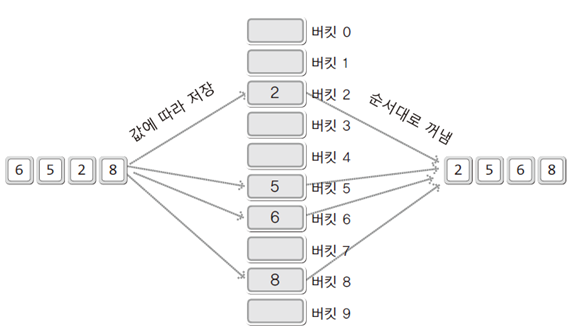 버킷 0
버킷 1
2 버킷 2
버킷 3
버킷 4
5 버킷 5
6 버킷 6
버킷 7
8 버킷 8
버킷 9
값에 따라 저장
순서대로 꺼냄
6 5 2 8
2 5 6 8